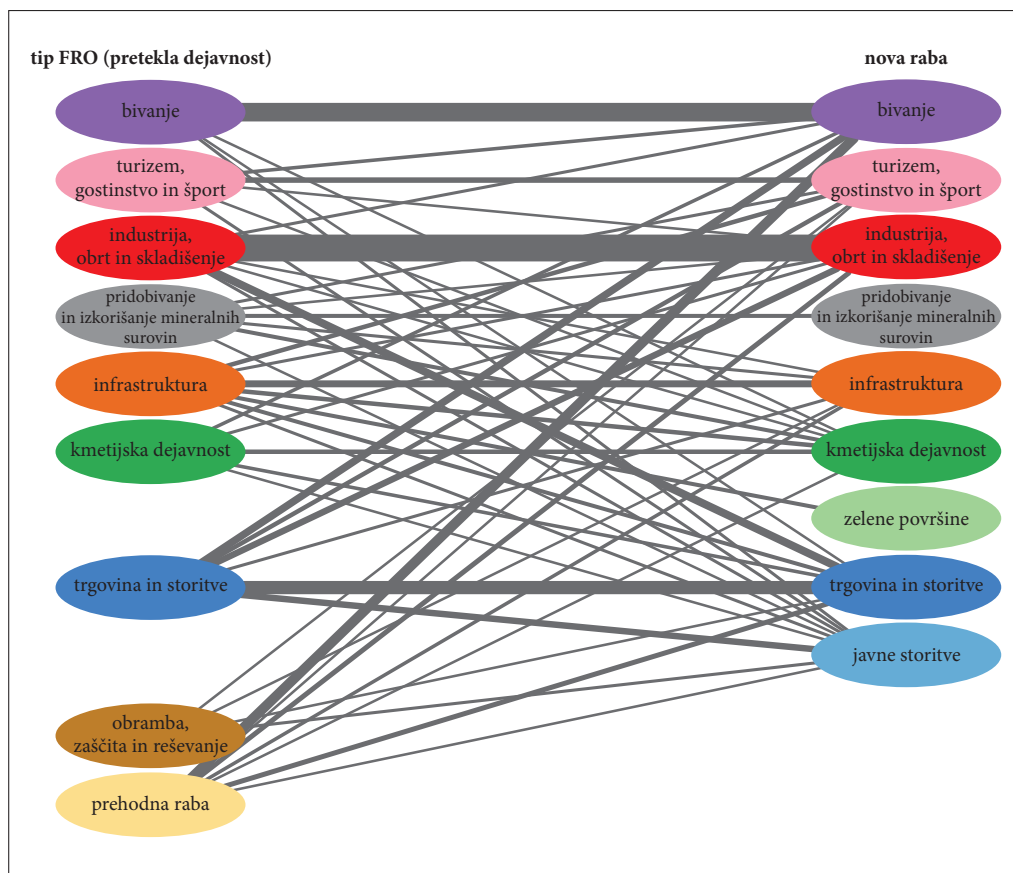 tip FRO (pretekla dejavnost)
bivanje
turizem,
gostinstvo in šport
industrija,
obrt in skladišenje
pridobivanje
in izkorišanje mineralnih
surovin
infrastruktura
kmetijska dejavnost
trgovina in storitve
obramba,
zaščita in reševanje
prehodna raba
nova raba
bivanje
turizem,
gostinstvo in šport
industrija,
obrt in skladišenje
pridobivanje
in izkorišanje mineralnih
surovin
infrastruktura
kmetijska dejavnost
zelene površine
trgovina in storitve
javne storitve